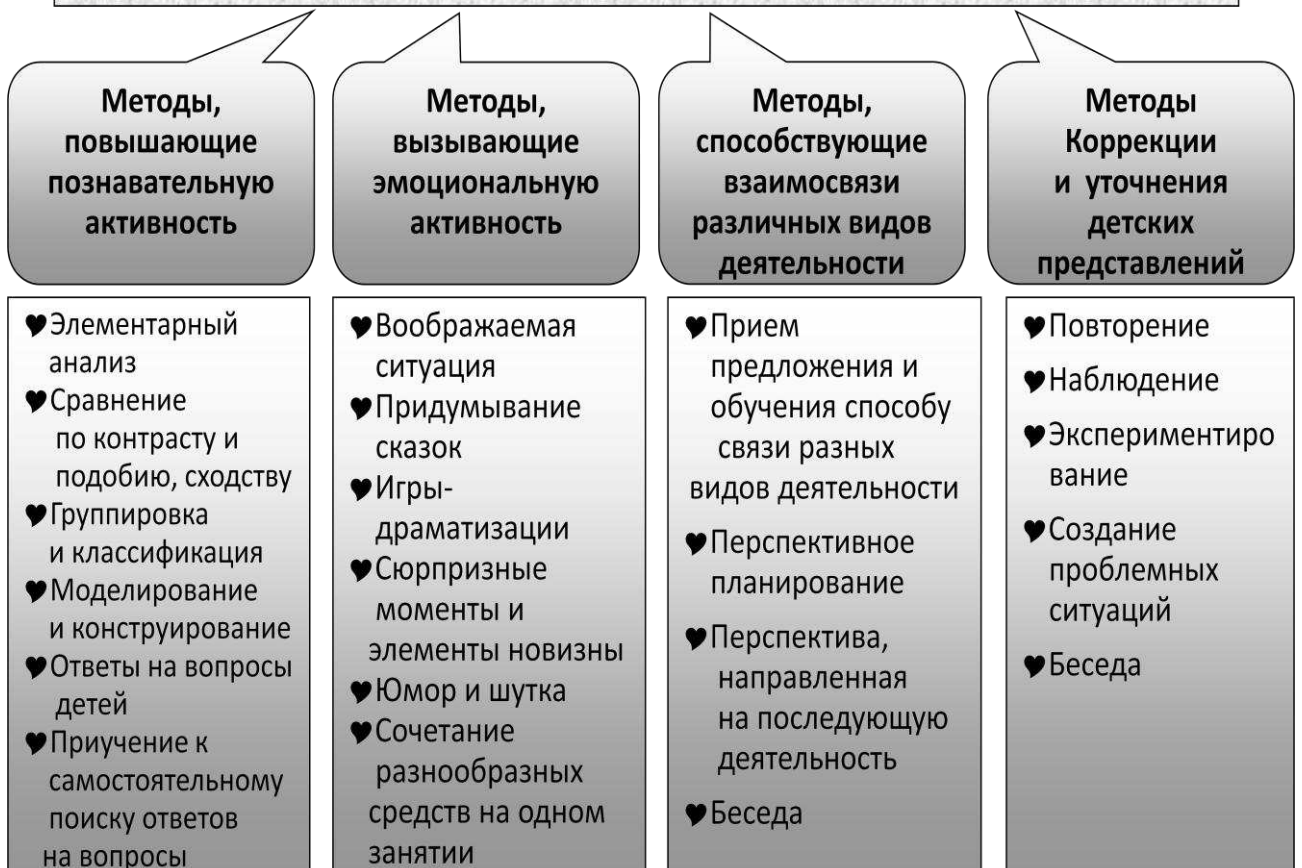 Методы,
повышающие
познавательную
активность
Методы,
вызывающие
эмоциональную
активность
Методы,
способствующие
взаимосвязи
различных видов
деятельности
Методы
Коррекции
и уточнения
детских
представлений
Элементарный
анализ
Сравнение
по контрасту и
подобию, сходству
Группировка
и классификация
Моделирование
и конструирование
Ответы на вопросы
детей
Приучение к
самостоятельному
поиску ответов
на вопросы
Воображаемая
ситуация
Придумывание
сказок
Игры-
драматизации
Сюрпризные
моменты и
элементы новизны
Юмор и шутка
Сочетание
разнообразных
средств на одном
занятии
Прием
предложения и
обучения способу
связи разных
видов деятельности
Перспективное
планирование
Перспектива,
направленная
на последующую
деятельность
Беседа
Повторение
Наблюдение
Экспериментиро
вание
Создание
проблемных
ситуаций
Беседа